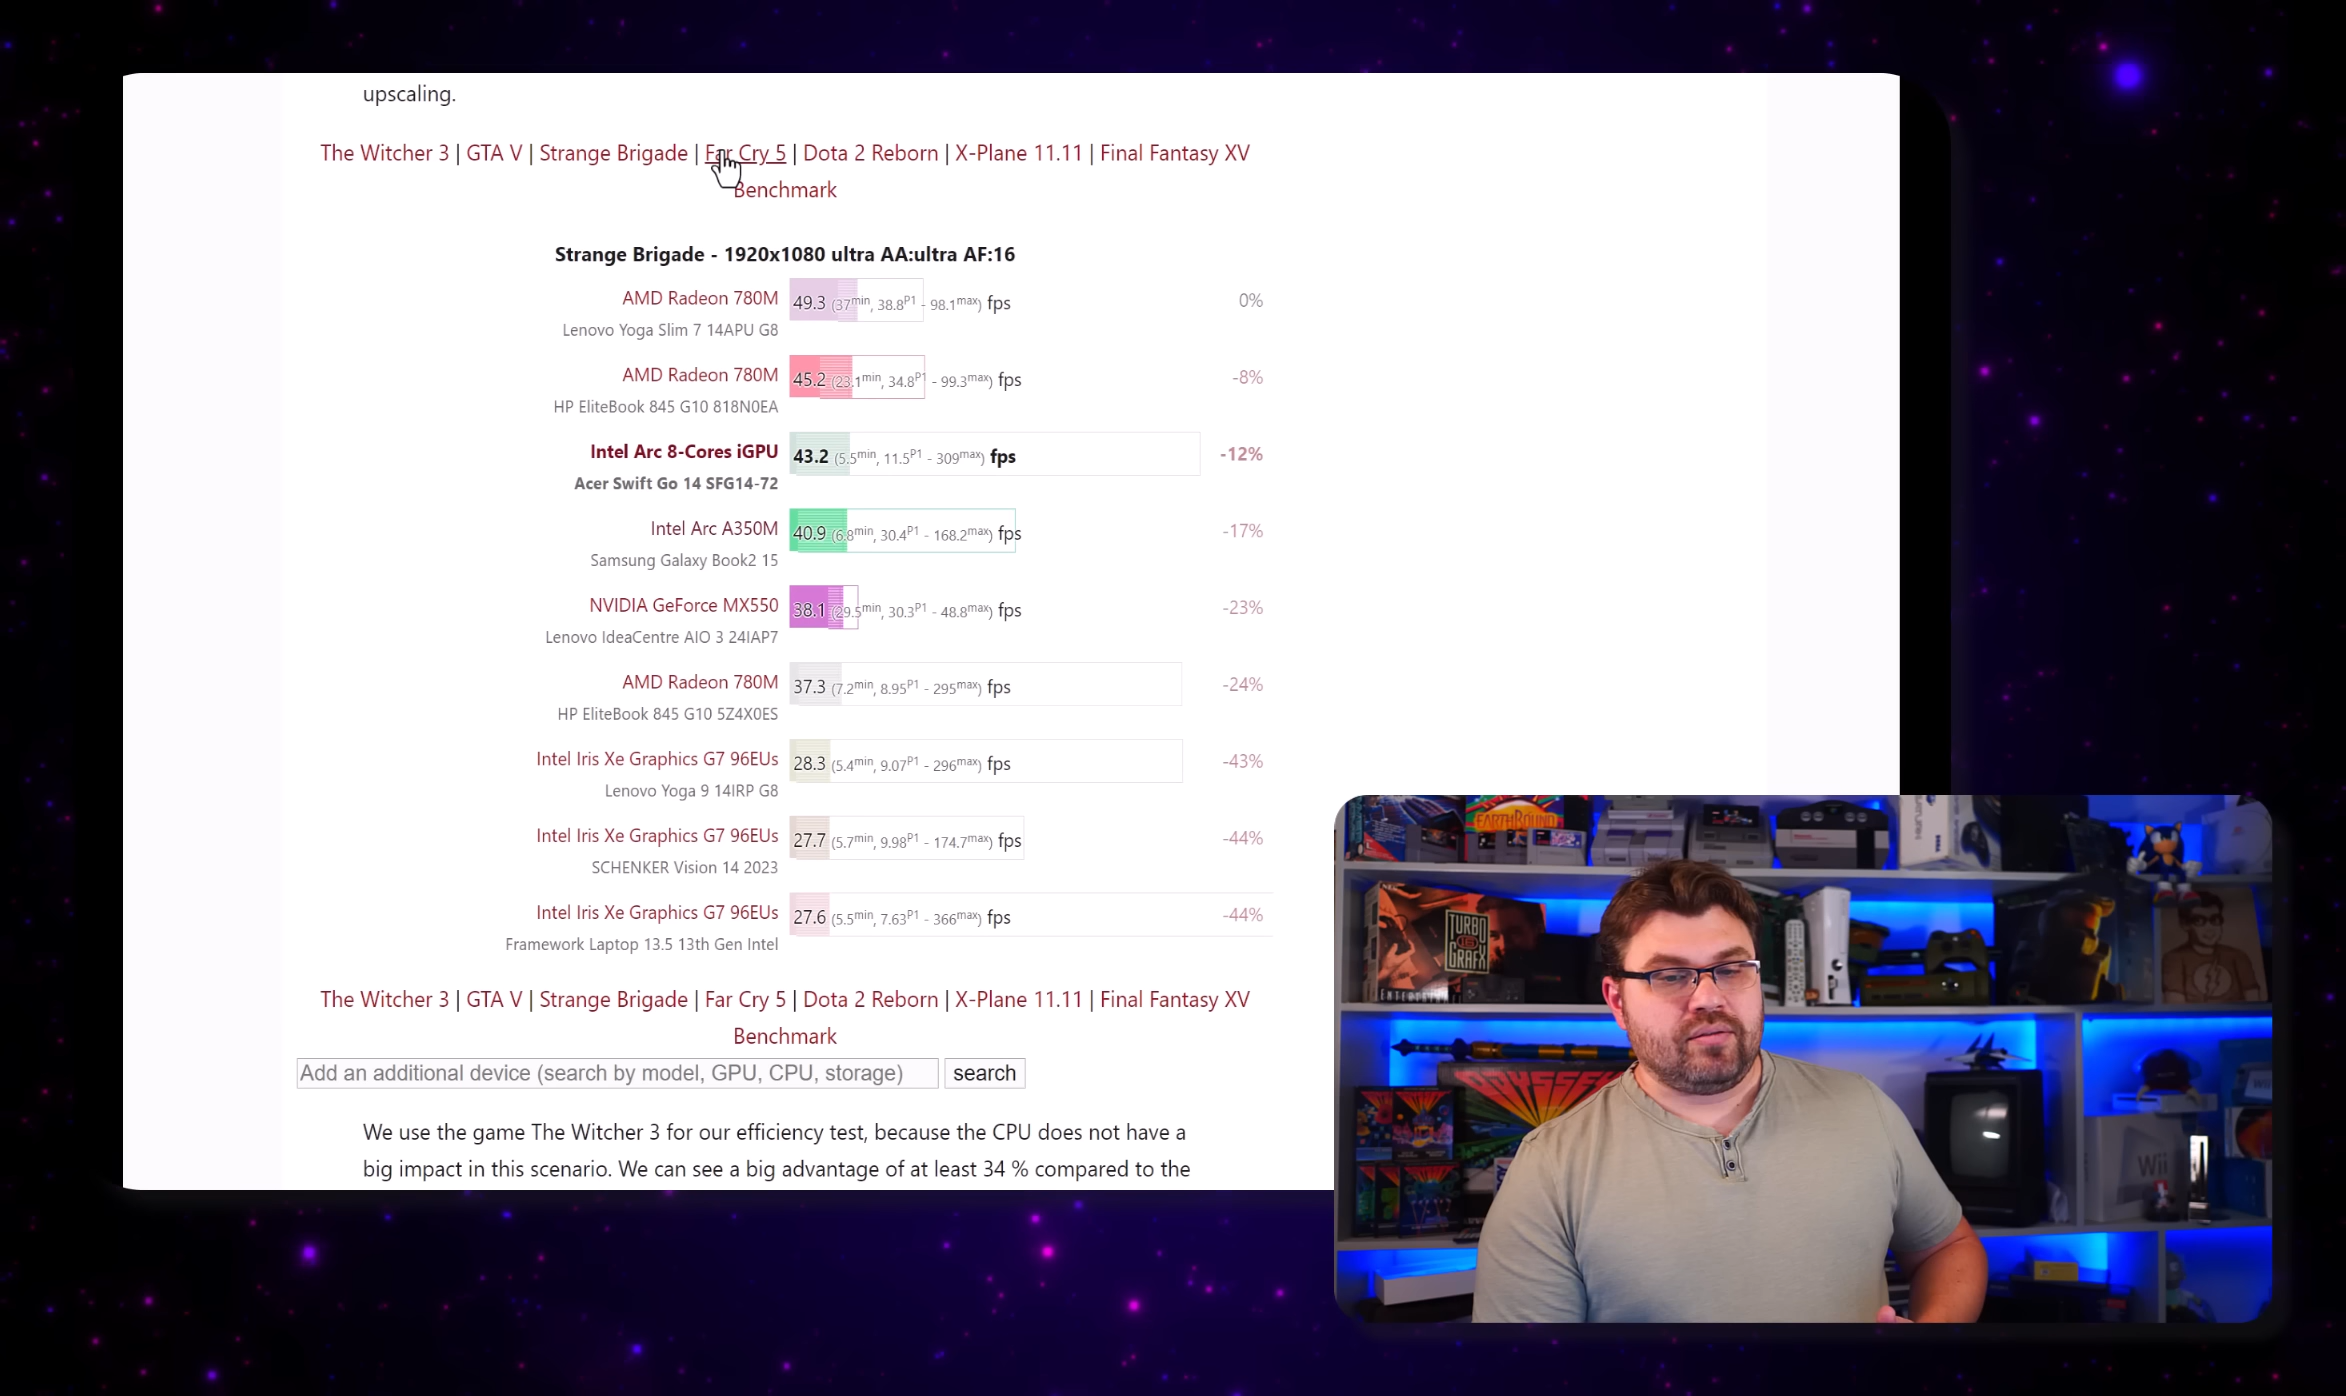 upscaling.
The Witcher 3 | GTA V | Strange Brigade | Far Cry 5 | Dota 2 Reborn | X-Plane 11.11 | Final Fantasy XV
Benchmark
Strange Brigade - 1920x1080 ultra AA:ultra AF:16
AMD Radeon 780M 49.3 (37min, 38.8P1 - 98.1max) fps 0%
Lenovo Yoga Slim 7 14APU G8
AMD Radeon 780M 45.2 (23.1min, 34.8P1 - 99.3max) fps -8%
HP EliteBook 845 G10 818N0EA
Intel Arc 8-Cores iGPU 43.2 (5.5min, 11.5P1 - 309max) fps -12%
Acer Swift Go 14 SFG14-72
Intel Arc A350M 40.9 (6.8min, 30.4P1 - 168.2max) fps -17%
Samsung Galaxy Book2 15
NVIDIA GeForce MX550 38.1 (29.5min, 30.3P1 - 48.8max) fps -23%
Lenovo IdeaCentre AIO 3 24IAP7
AMD Radeon 780M 37.3 (7.2min, 8.95P1 - 295max) fps -24%
HP EliteBook 845 G10 5Z4X0ES
Intel Iris Xe Graphics G7 96EUs 28.3 (5.4min, 9.07P1 - 296max) fps -43%
Lenovo Yoga 9 14IRP G8
Intel Iris Xe Graphics G7 96EUs 27.7 (5.7min, 9.98P1 - 174.7max) fps -44%
SCHENKER Vision 14 2023
Intel Iris Xe Graphics G7 96EUs 27.6 (5.5min, 7.63P1 - 366max) fps -44%
Framework Laptop 13.5 13th Gen Intel
The Witcher 3 | GTA V | Strange Brigade | Far Cry 5 | Dota 2 Reborn | X-Plane 11.11 | Final Fantasy XV
Benchmark
Add an additional device (search by model, GPU, CPU, storage) search
We use the game The Witcher 3 for our efficiency test, because the CPU does not have a
big impact in this scenario. We can see a big advantage of at least 34 % compared to the
EARTHBOUND
TURBO
16
GRAFX
ODYSSEY
Wii